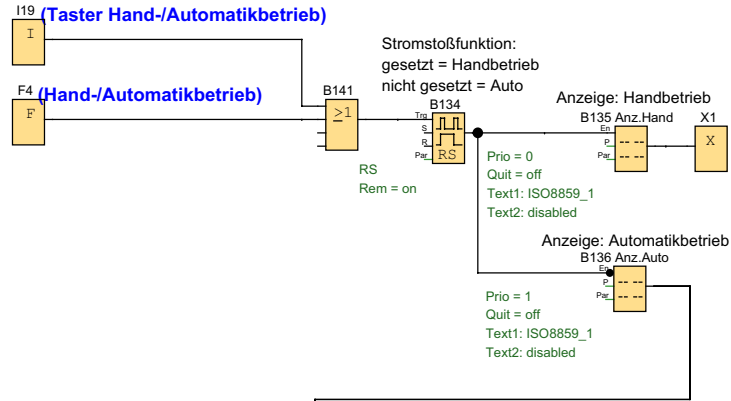 I19
(Taster Hand-/Automatikbetrieb)
I
F4
(Hand-/Automatikbetrieb)
F
B141
≥1
RS
Rem = on
Stromstoßfunktion:
gesetzt = Handbetrieb
nicht gesetzt = Auto
B134
Trg
S
R
Par
RS
Anzeige: Handbetrieb
B135 Anz.Hand
En
P
Par
X1
X
Prio = 0
Quit = off
Text1: ISO8859_1
Text2: disabled
Anzeige: Automatikbetrieb
B136 Anz.Auto
En
P
Par
Prio = 1
Quit = off
Text1: ISO8859_1
Text2: disabled